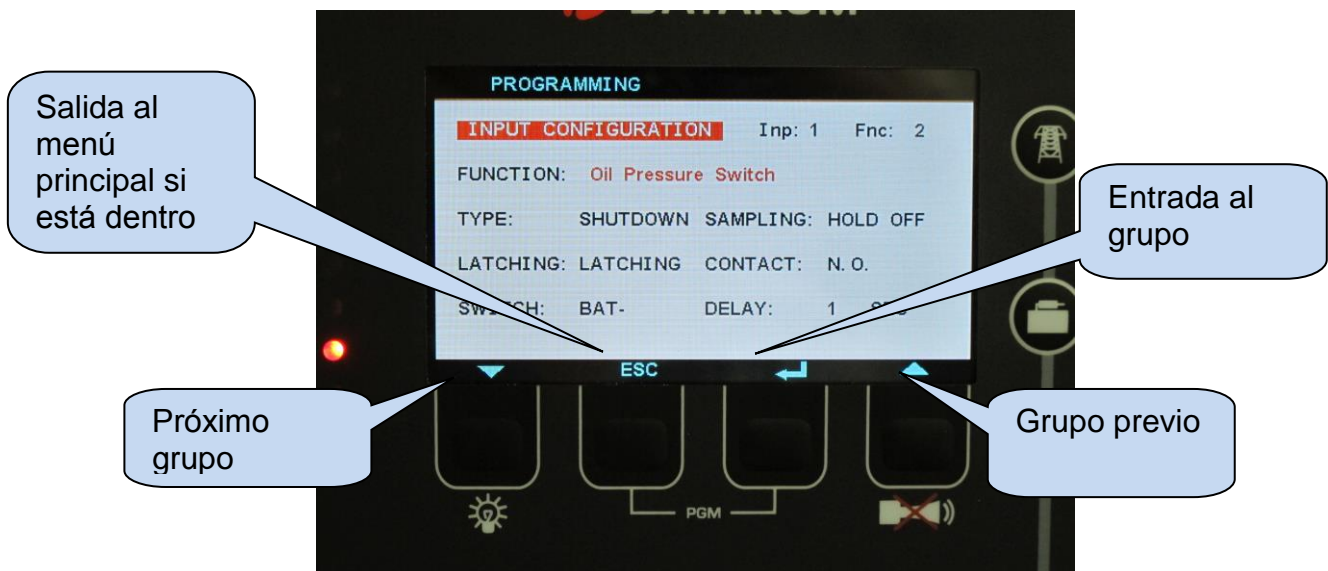 DATAKOM
PROGRAMMING
INPUT CONFIGURATION Inp: 1 Fnc: 2
FUNCTION: Oil Pressure Switch
TYPE: SHUTDOWN SAMPLING: HOLD OFF
LATCHING: LATCHING CONTACT: N.O.
BAT- DELAY: 1
ESC
PGM
Salida al
menú
principal si
está dentro
Entrada al
grupo
Próximo
grupo
Grupo previo